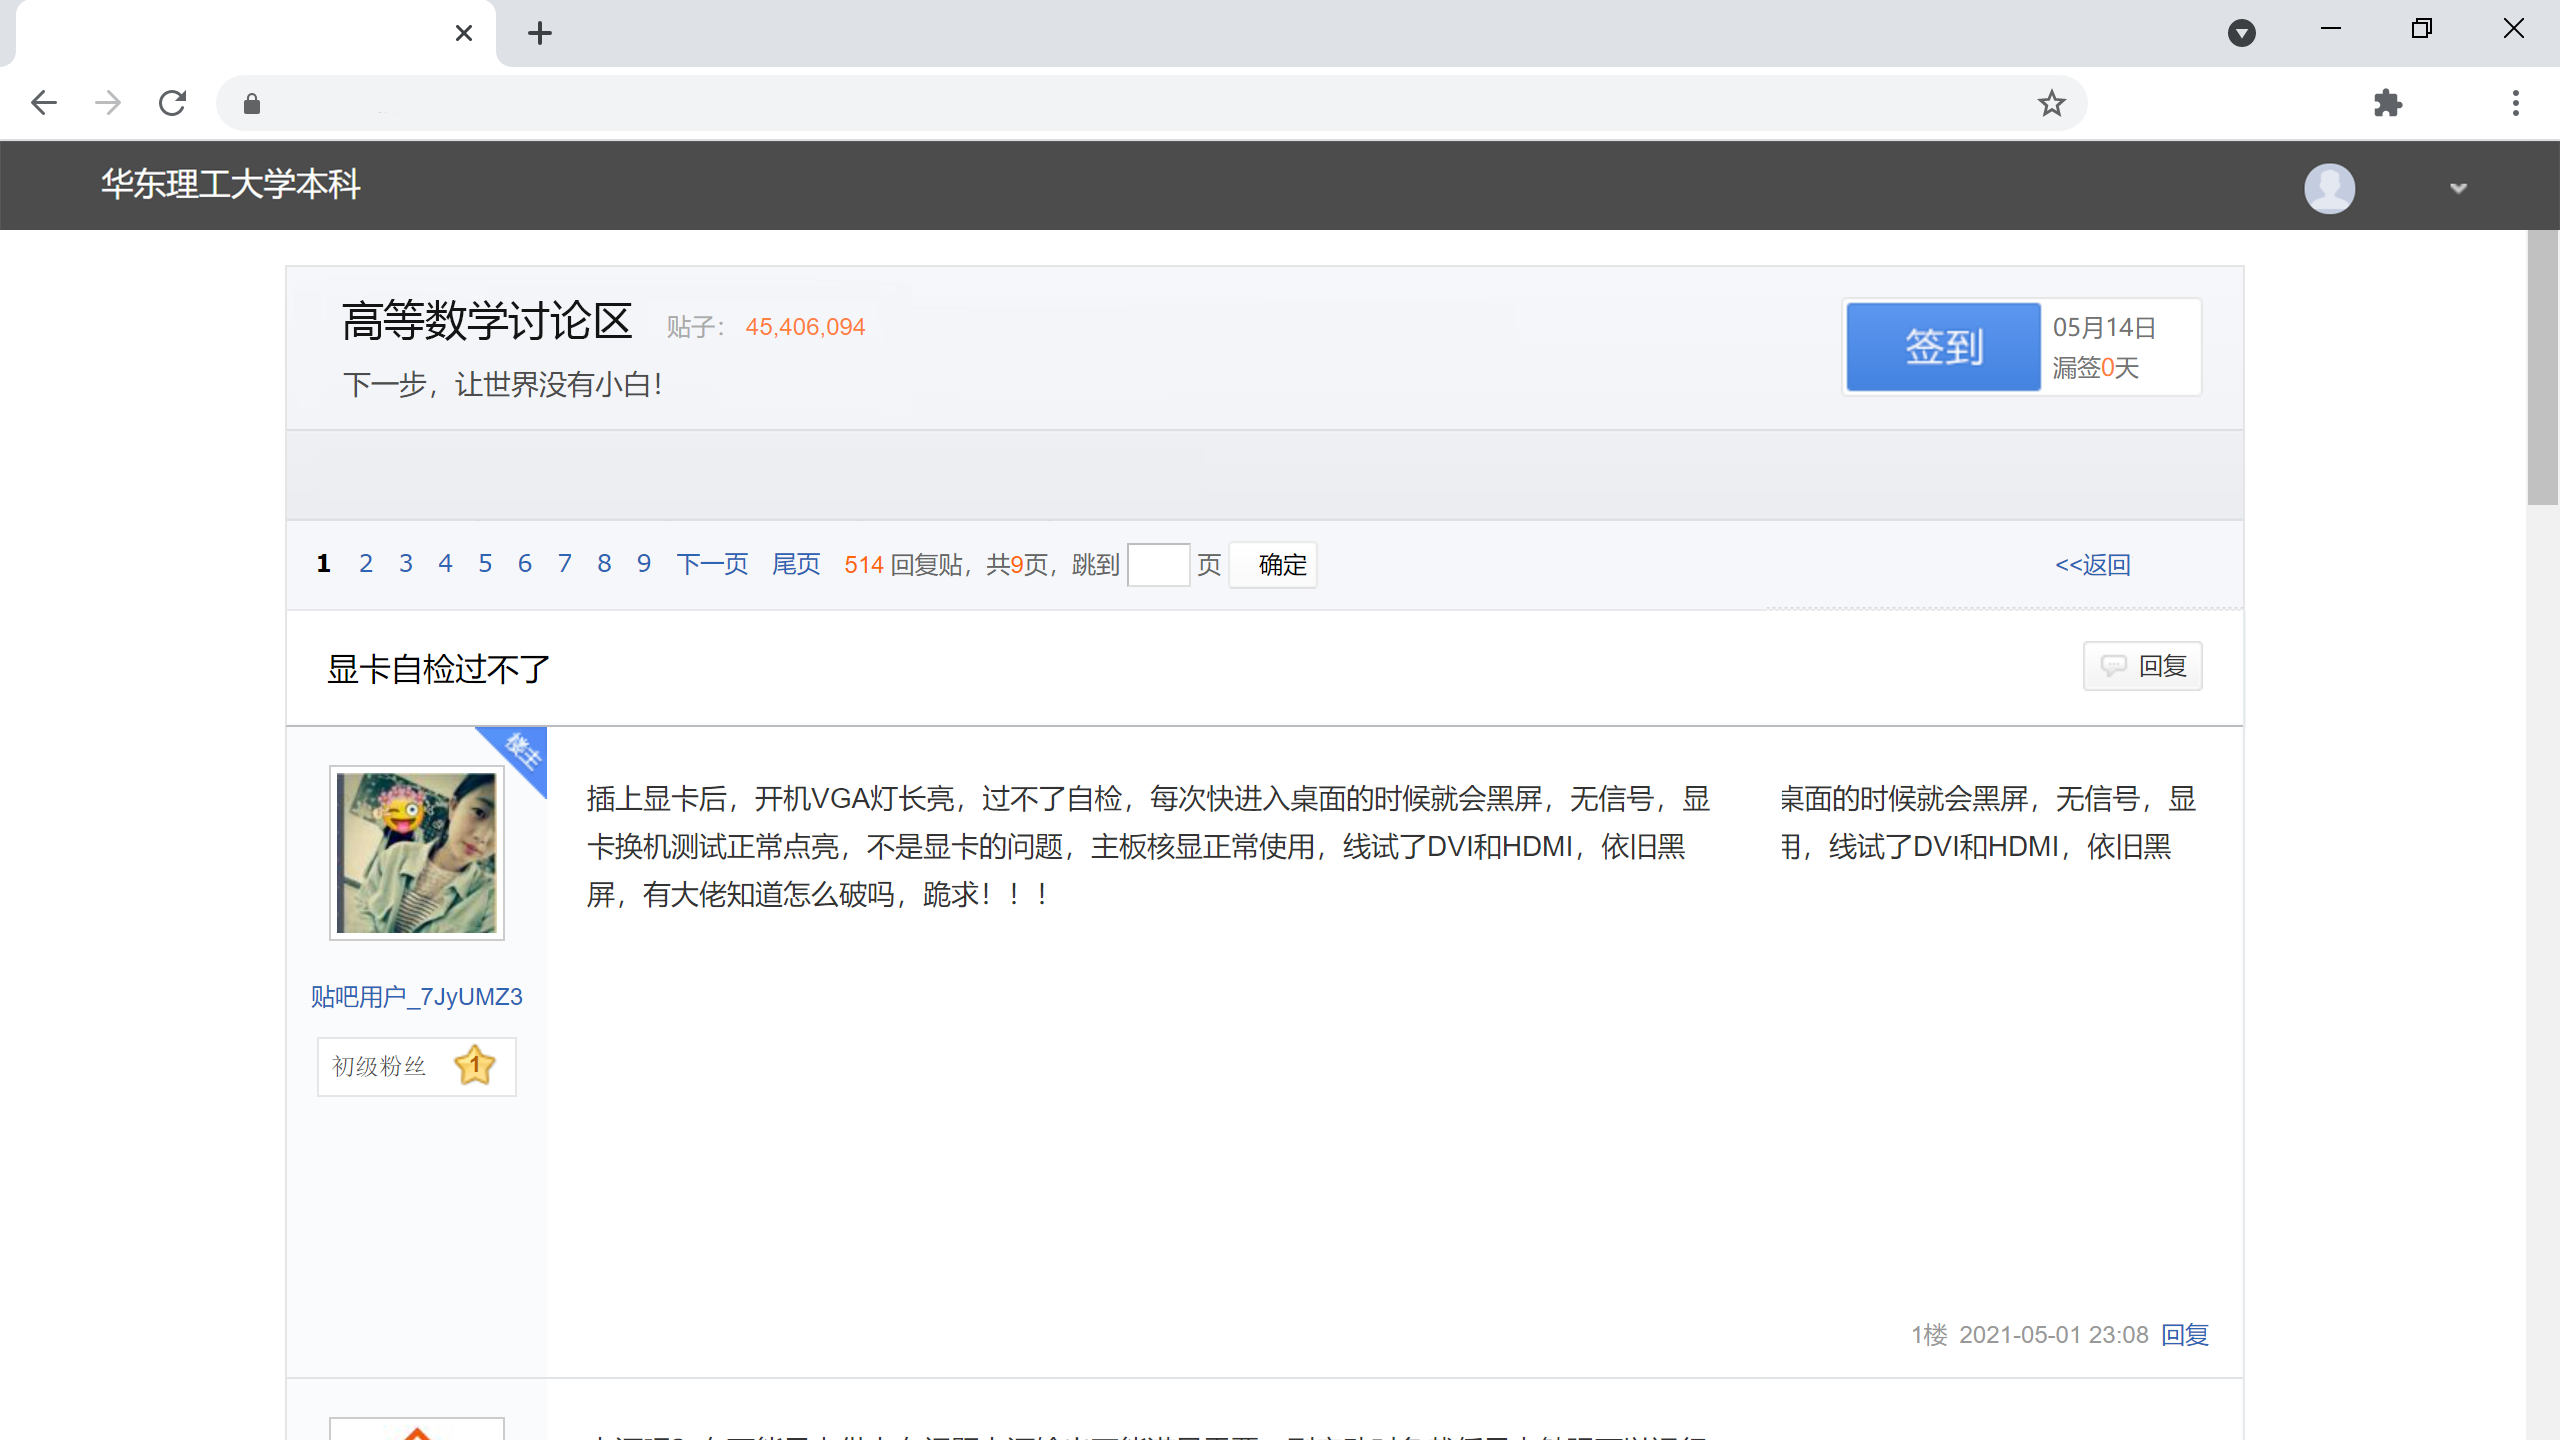 华东理工大学本科
高等数学讨论区 贴子： 45,406,094
下一步，让世界没有小白！
签到
05月14日
漏签0天
1 2 3 4 5 6 7 8 9 下一页 尾页 514 回复贴，共9页，跳到 页 确定 <<返回
显卡自检过不了
回复
楼主
插上显卡后，开机VGA灯长亮，过不了自检，每次快进入桌面的时候就会黑屏，无信号，显
卡换机测试正常点亮，不是显卡的问题，主板核显正常使用，线试了DVI和HDMI，依旧黑
屏，有大佬知道怎么破吗，跪求！！！
桌面的时候就会黑屏，无信号，显
用，线试了DVI和HDMI，依旧黑
贴吧用户_7JyUMZ3
初级粉丝 1
1楼 2021-05-01 23:08 回复